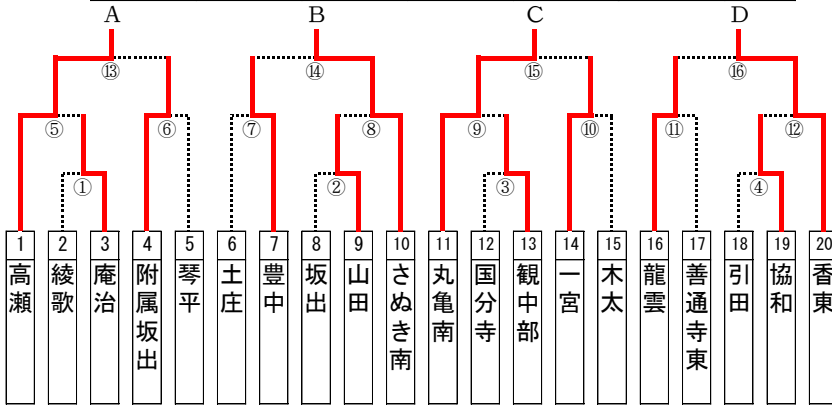 A B C D
⑬ ⑭ ⑮ ⑯
⑤ ⑥ ⑦ ⑧ ⑨ ⑩ ⑪ ⑫
① ② ③ ④
1 2 3 4 5 6 7 8 9 10 11 12 13 14 15 16 17 18 19 20
高瀬
綾歌
庵治
附属坂出
琴平
土庄
豊中
坂出
山田
さぬき南
丸亀南
国分寺
観中部
一宮
木太
龍雲
善通寺東
引田
協和
香東